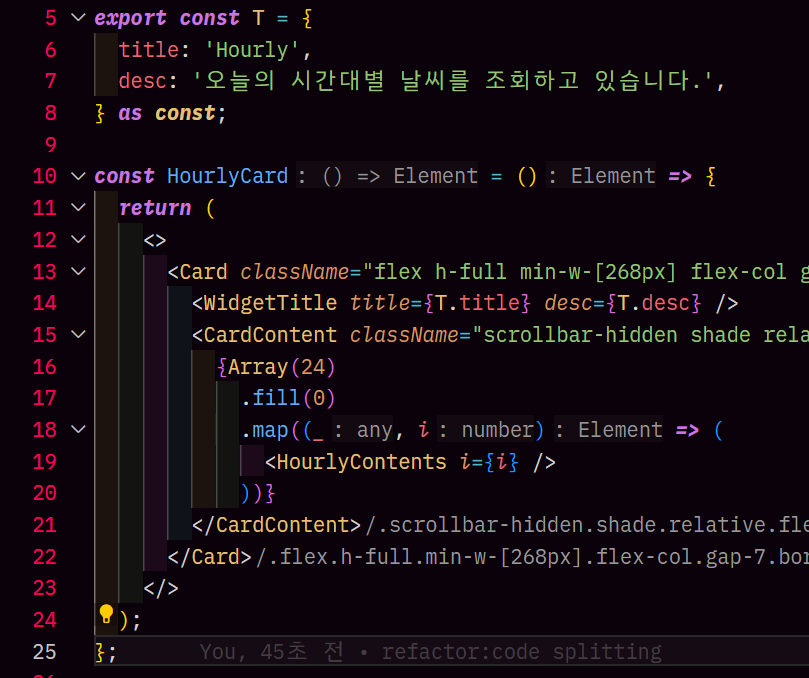 5 export const T = {
6 title: 'Hourly',
7 desc: '오늘의 시간대별 날씨를 조회하고 있습니다.',
8 } as const;
9
10 const HourlyCard: () => Element = (): Element => {
11 return (
12 <>
13 <Card className="flex h-full min-w-[268px] flex-col g
14 <WidgetTitle title={T.title} desc={T.desc} />
15 <CardContent className="scrollbar-hidden shade rela
16 {Array(24)
17 .fill(0)
18 .map((_: any, i: number): Element => (
19 <HourlyContents i={i} />
20 ))}
21 </CardContent>/.scrollbar-hidden.shade.relative.fle
22 </Card>/.flex.h-full.min-w-[268px].flex-col.gap-7.bor
23 </>
24 );
25 }; You, 45초 전 • refactor:code splitting